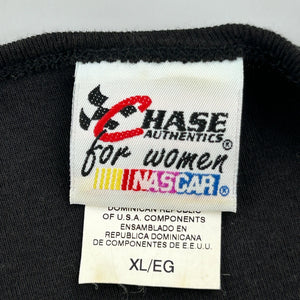 CHASE
AUTHENTICS®
for women
NASCAR®
DOMINICAN REPUBLIC
OF U.S.A. COMPONENTS
ENSAMBLADO EN
REPUBLICA DOMINICANA
DE COMPONENTES DE E.E.U.U.
XL/EG